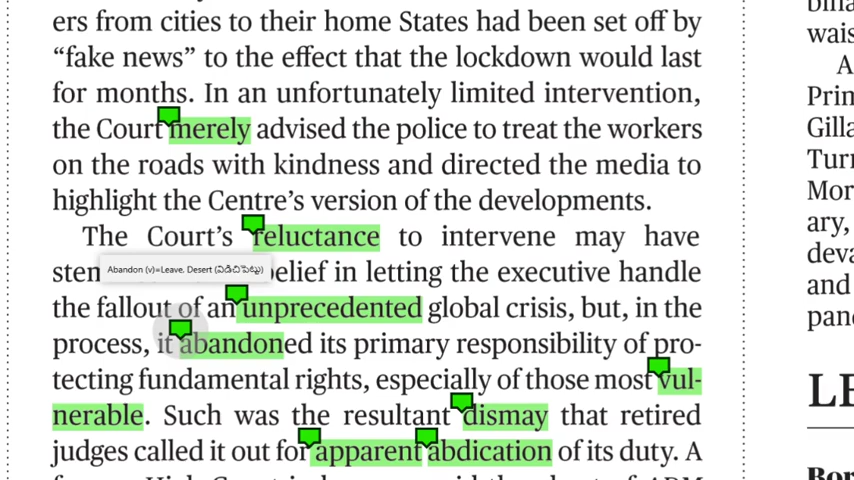 ers from cities to their home States had been set off by
“fake news” to the effect that the lockdown would last
for months. In an unfortunately limited intervention,
the Court merely advised the police to treat the workers
on the roads with kindness and directed the media to
highlight the Centre’s version of the developments.
The Court’s reluctance to intervene may have
sten
Abandon (v)=Leave, Desert (విడిచిపెట్టు)
belief in letting the executive handle
the fallout of an unprecedented global crisis, but, in the
process, it abandoned its primary responsibility of pro-
tecting fundamental rights, especially of those most vul-
nerable. Such was the resultant dismay that retired
judges called it out for apparent abdication of its duty. A
wais
A
Prim
Gilla
Turn
Mor
ary,
deva
and
pand
LE
Bor